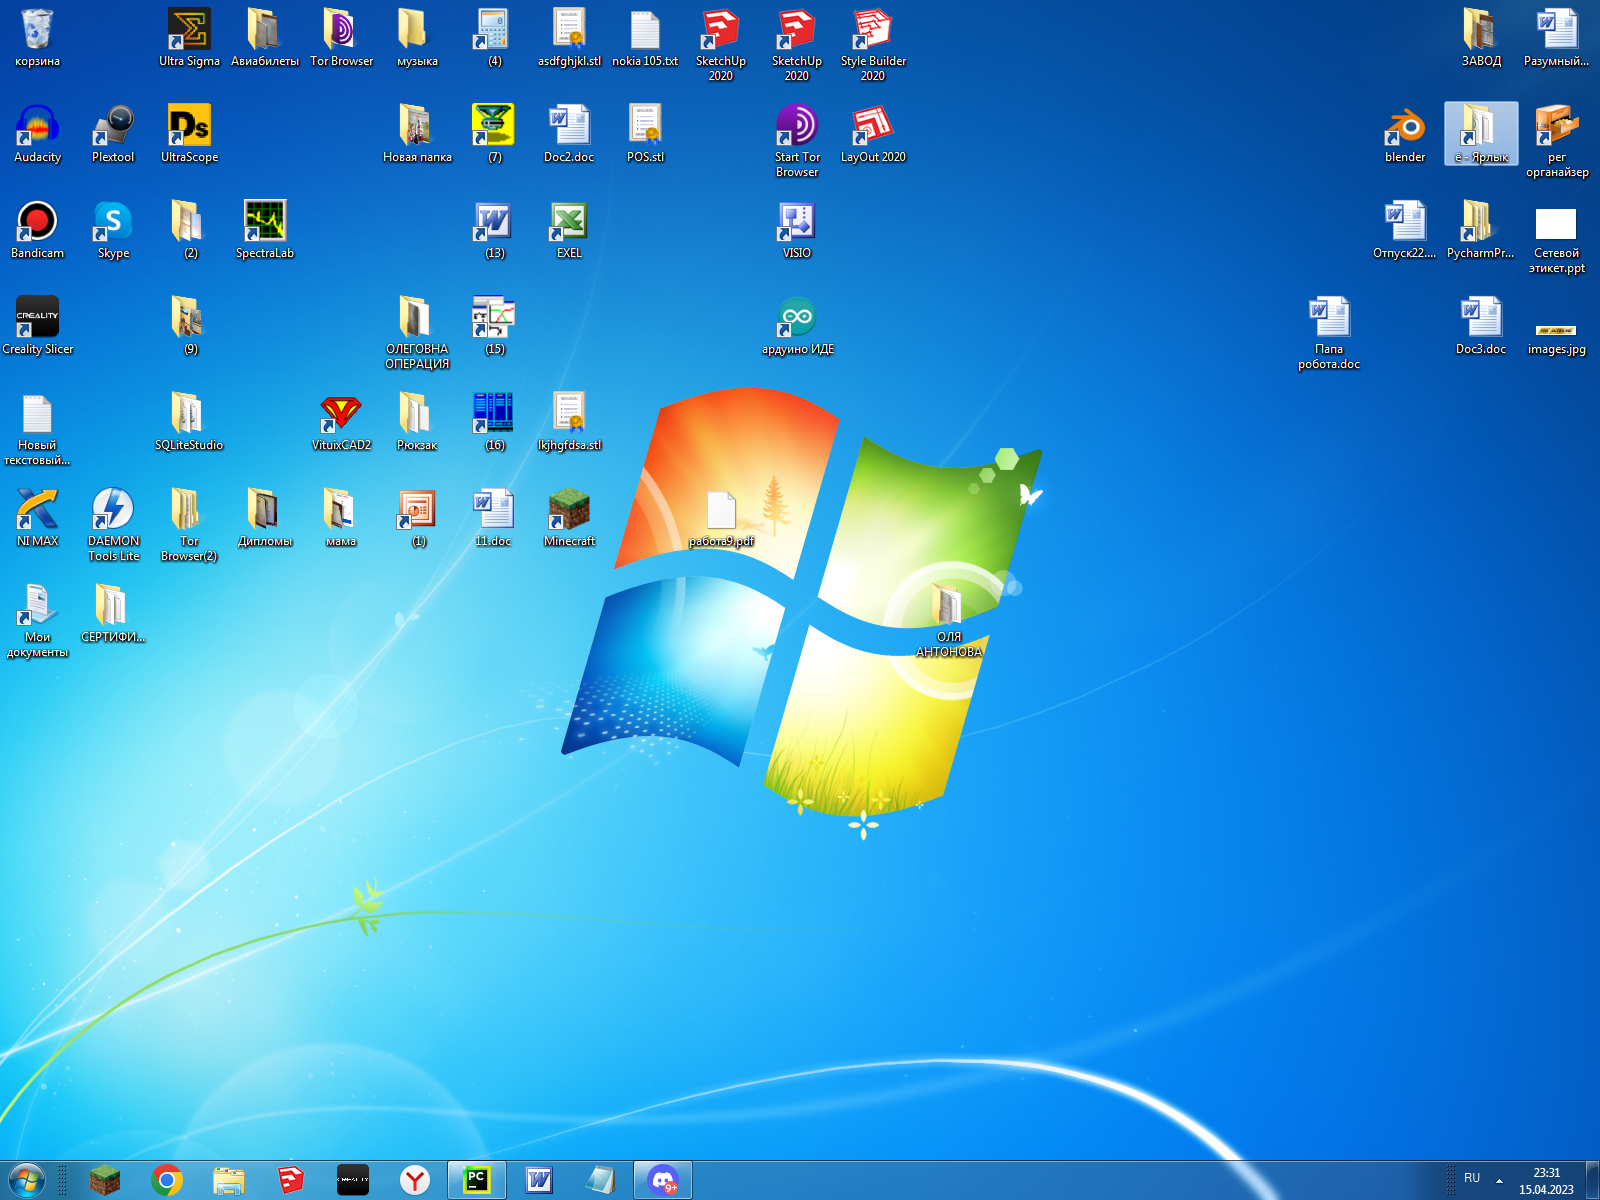 корзина
Ultra Sigma
Авиабилеты
Tor Browser
музыка
(4)
asdfghjkl.stl
nokia 105.txt
SketchUp
2020
SketchUp
2020
Style Builder
2020
ЗАВОД
Разумный...
Audacity
Plextool
UltraScope
Ds
Новая папка
(7)
Doc2.doc
POS.stl
Start Tor
Browser
LayOut 2020
blender
ё - Ярлык
рег
органайзер
Bandicam
Skype
(2)
SpectraLab
(13)
EXEL
VISIO
Отпуск22....
PycharmPr...
Сетевой
этикет.ppt
CREALITY
Creality Slicer
(9)
ОЛЕГОВНА
ОПЕРАЦИЯ
(15)
ардуино ИДЕ
Папа
робота.doc
Doc3.doc
images.jpg
Новый
текстовый...
SQLiteStudio
VituixCAD2
Рюкзак
(16)
lkjhgfdsa.stl
NI MAX
DAEMON
Tools Lite
Tor
Browser(2)
Дипломы
мама
(1)
11.doc
Minecraft
работа9.pdf
Мои
документы
СЕРТИФИ...
ОЛЯ
АНТОНОВА
CREALITY
PC
9+
RU
23:31
15.04.2023